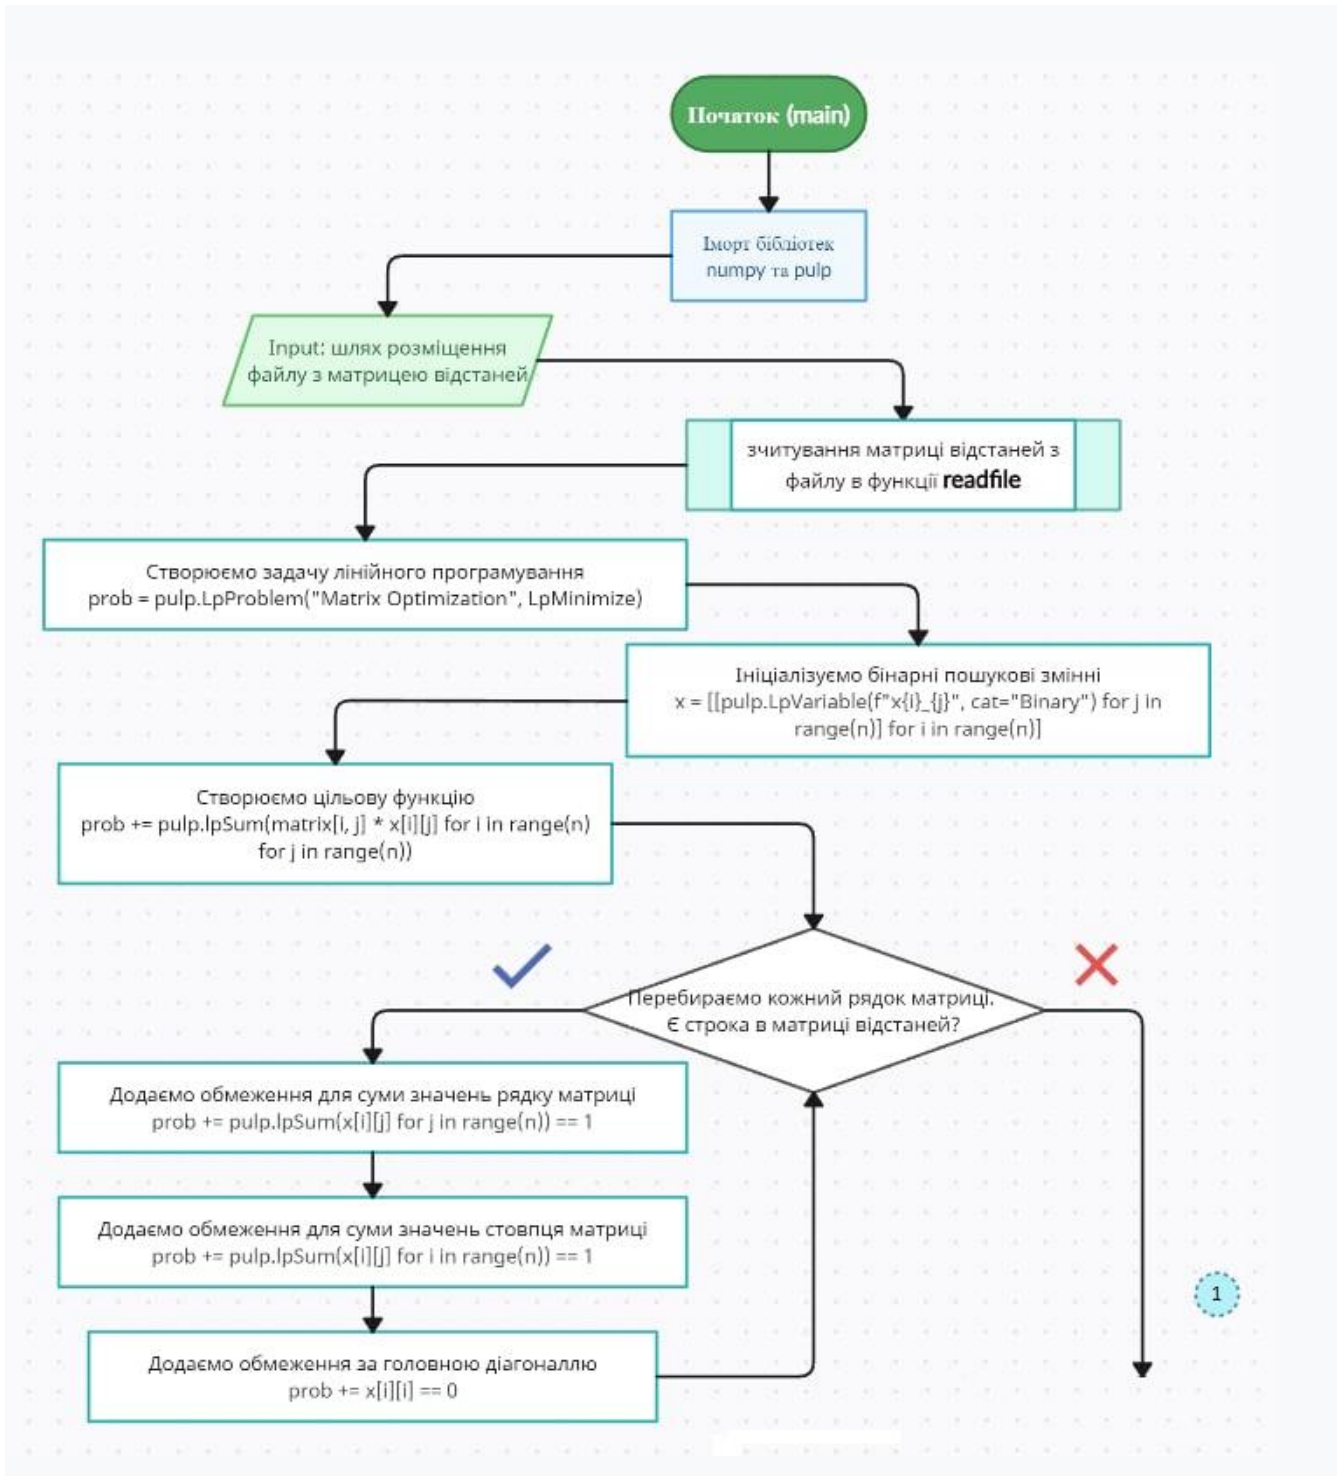 Початок (main)
Іморт бібліотек
numpy та pulp
Input: шлях розміщення
файлу з матрицею відстаней
зчитування матриці відстаней з
файлу в функції readfile
Створюємо задачу лінійного програмування
prob = pulp.LpProblem("Matrix Optimization", LpMinimize)
Ініціалізуємо бінарні пошукові змінні
x = [[pulp.LpVariable(f"x{i}_{j}", cat="Binary") for j in
range(n)] for i in range(n)]
Створюємо цільову функцію
prob += pulp.lpSum(matrix[i, j] * x[i][j] for i in range(n)
for j in range(n))
Перебираємо кожний рядок матриці.
Є строка в матриці відстаней?
Додаємо обмеження для суми значень рядку матриці
prob += pulp.lpSum(x[i][j] for j in range(n)) == 1
Додаємо обмеження для суми значень стовпця матриці
prob += pulp.lpSum(x[i][j] for i in range(n)) == 1
1
Додаємо обмеження за головною діагоналлю
prob += x[i][i] == 0